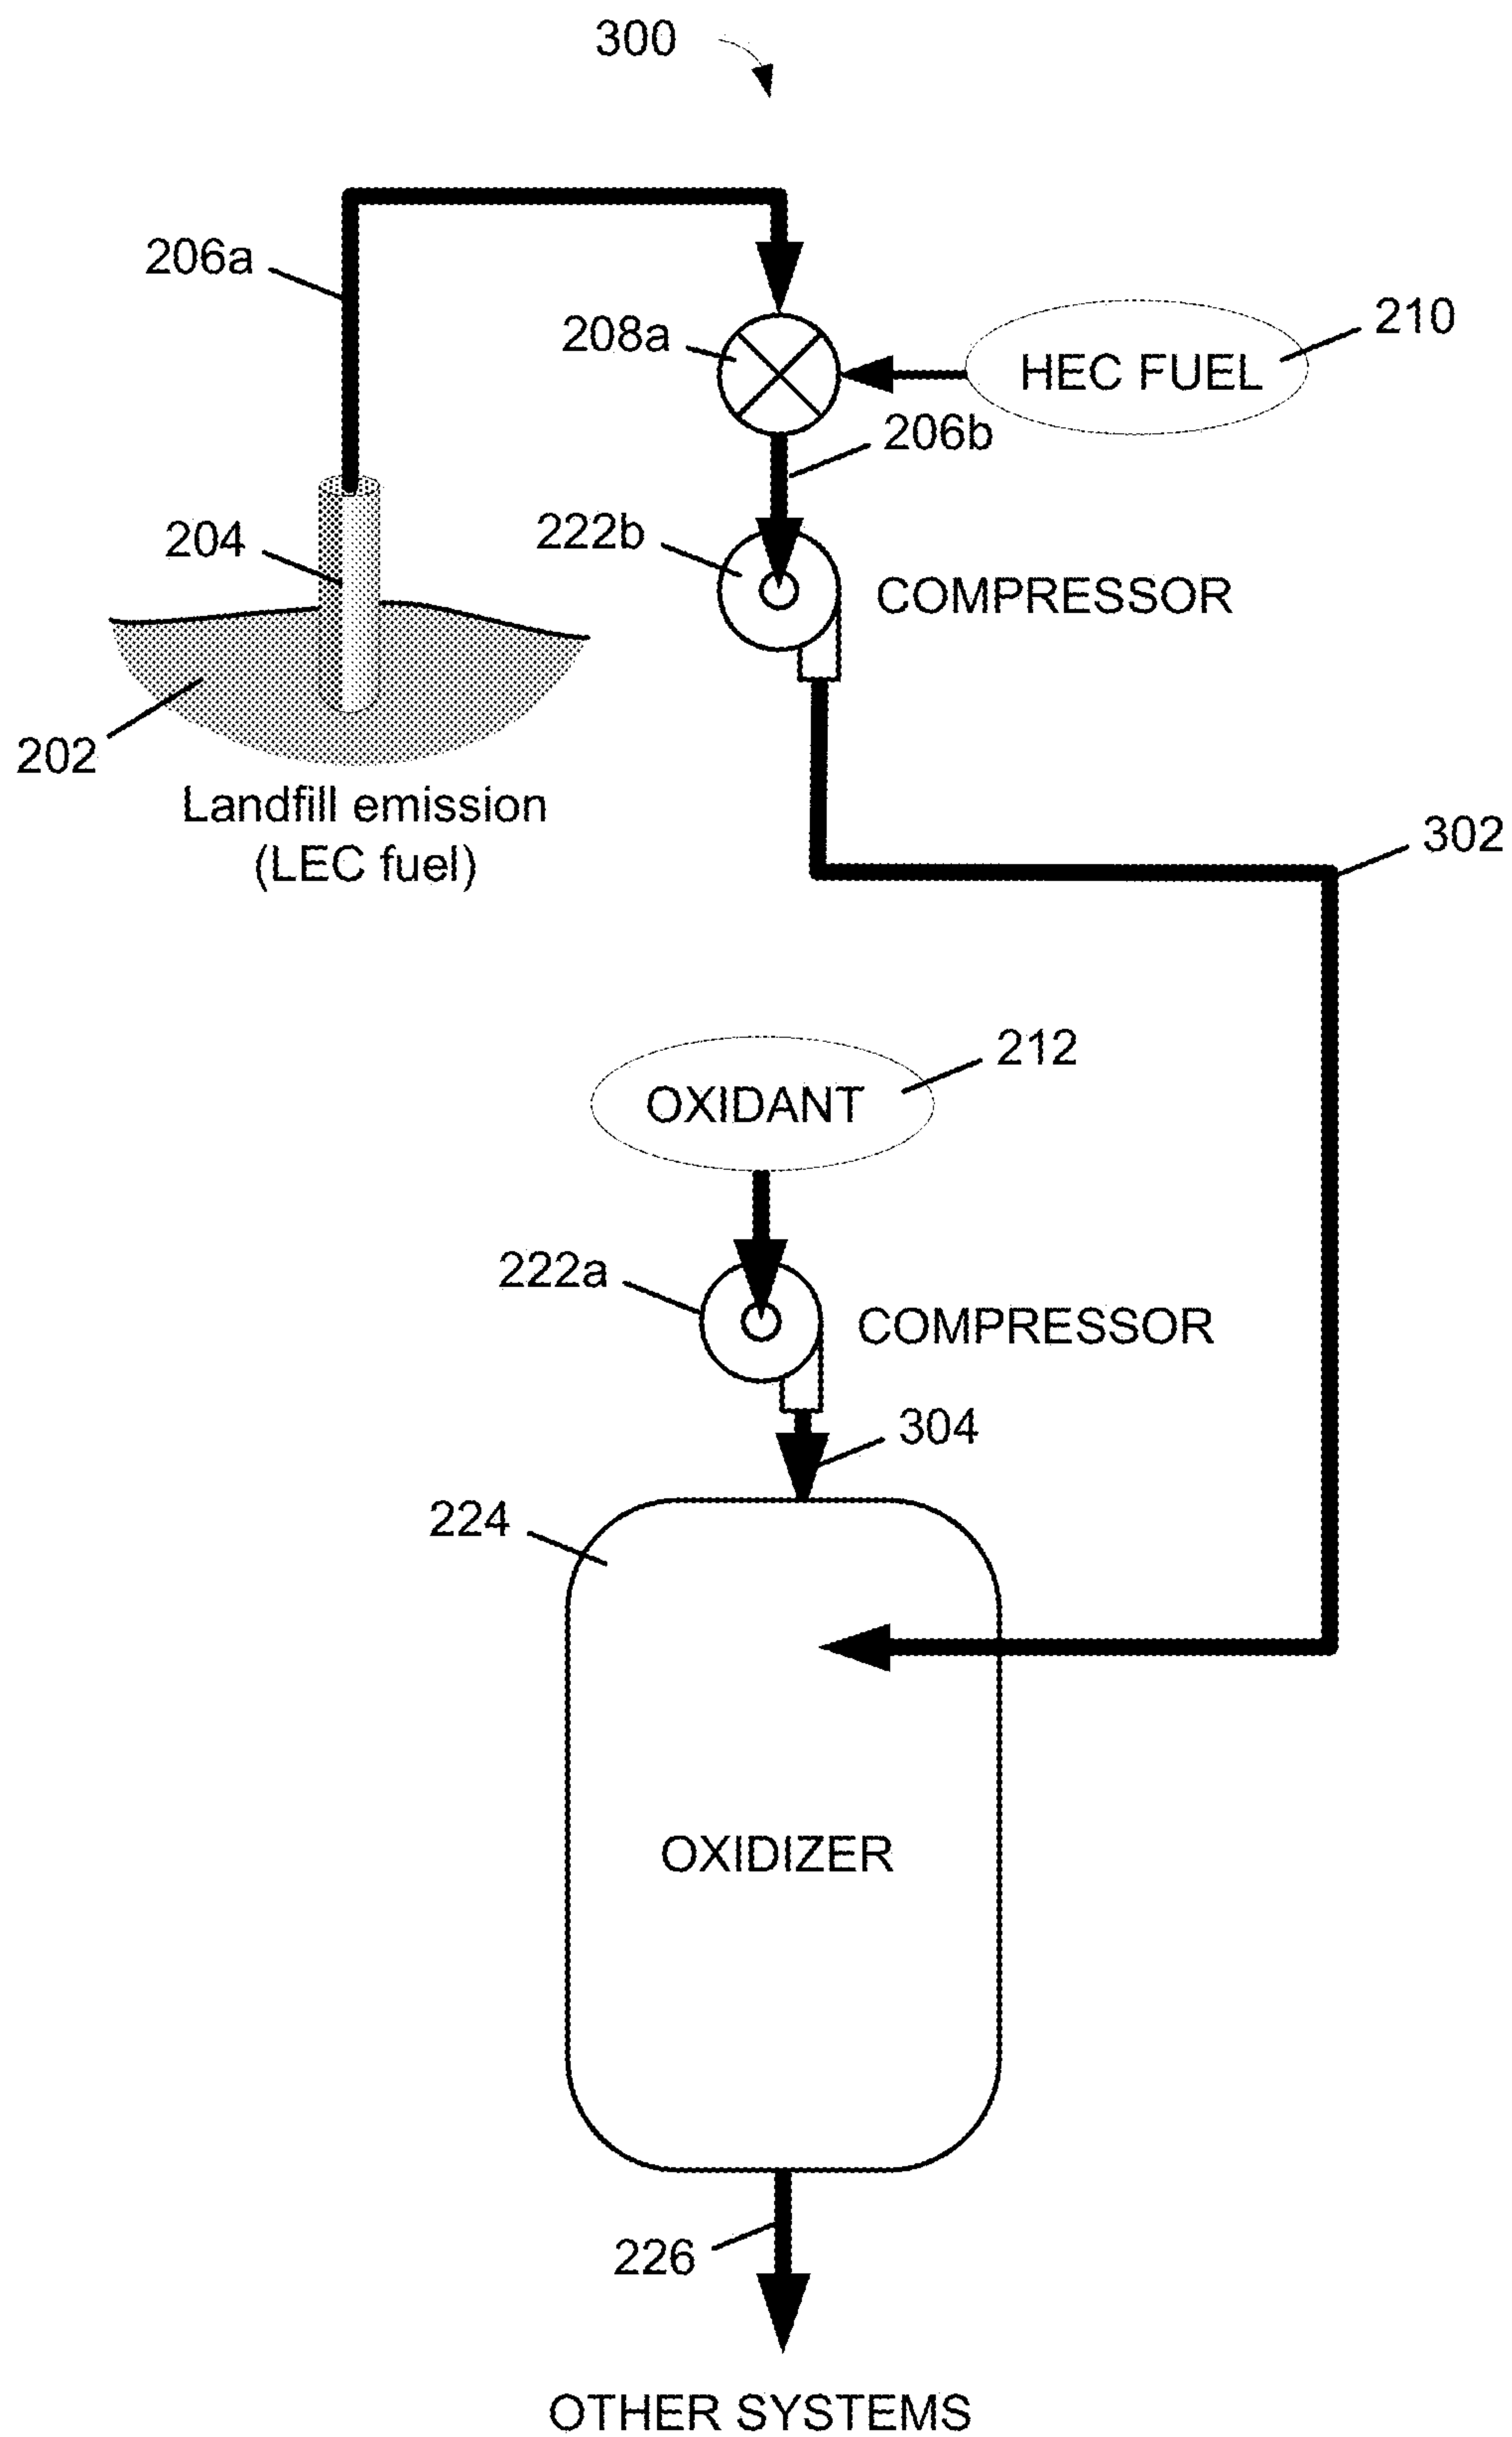 300
206a
208a
HEC FUEL
210
206b
222b
COMPRESSOR
204
202
Landfill emission
(LEC fuel)
302
212
OXIDANT
222a
COMPRESSOR
304
224
OXIDIZER
226
OTHER SYSTEMS